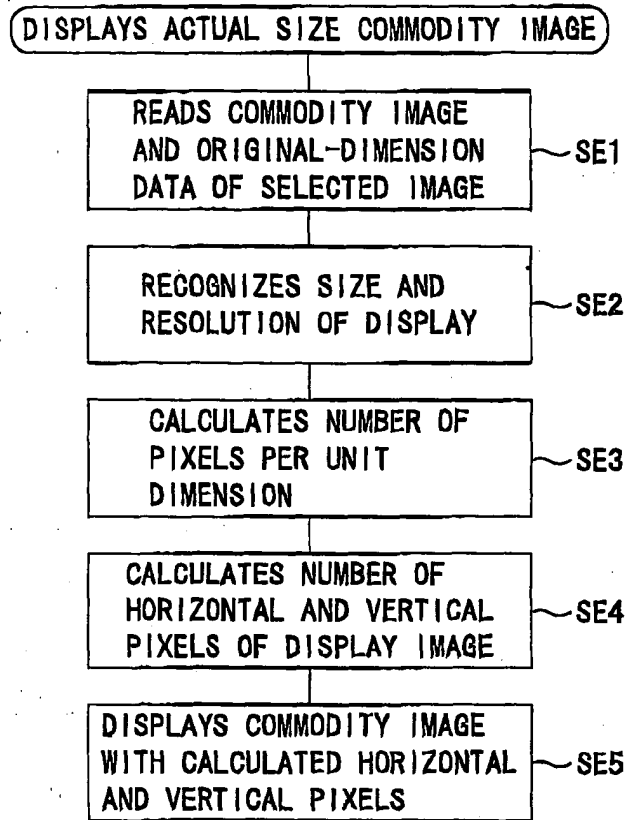 DISPLAYS ACTUAL SIZE COMMODITY IMAGE
READS COMMODITY IMAGE
AND ORIGINAL-DIMENSION
DATA OF SELECTED IMAGE
SE1
RECOGNIZES SIZE AND
RESOLUTION OF DISPLAY
SE2
CALCULATES NUMBER OF
PIXELS PER UNIT
DIMENSION
SE3
CALCULATES NUMBER OF
HORIZONTAL AND VERTICAL
PIXELS OF DISPLAY IMAGE
SE4
DISPLAYS COMMODITY IMAGE
WITH CALCULATED HORIZONTAL
AND VERTICAL PIXELS
SE5